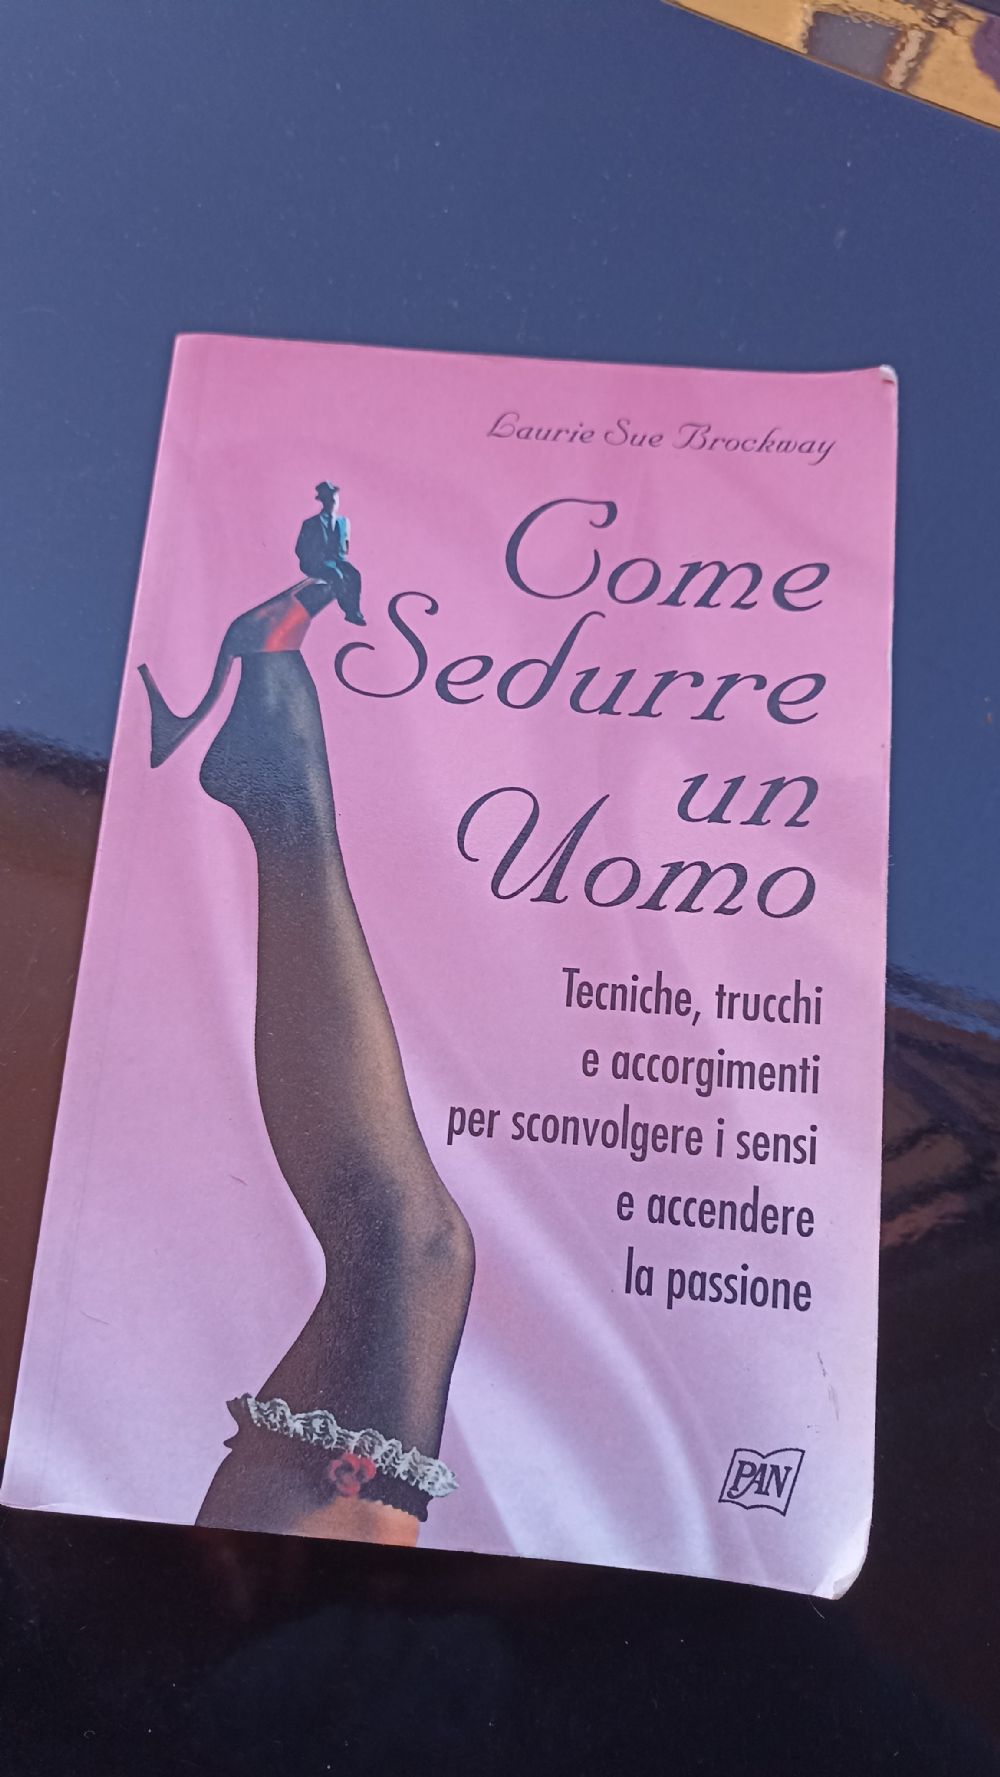 Laurie Sue Brockway
Come
Sedurre
un
Uomo
Tecniche, trucchi
e accorgimenti
per sconvolgere i sensi
e accendere
la passione
PAN